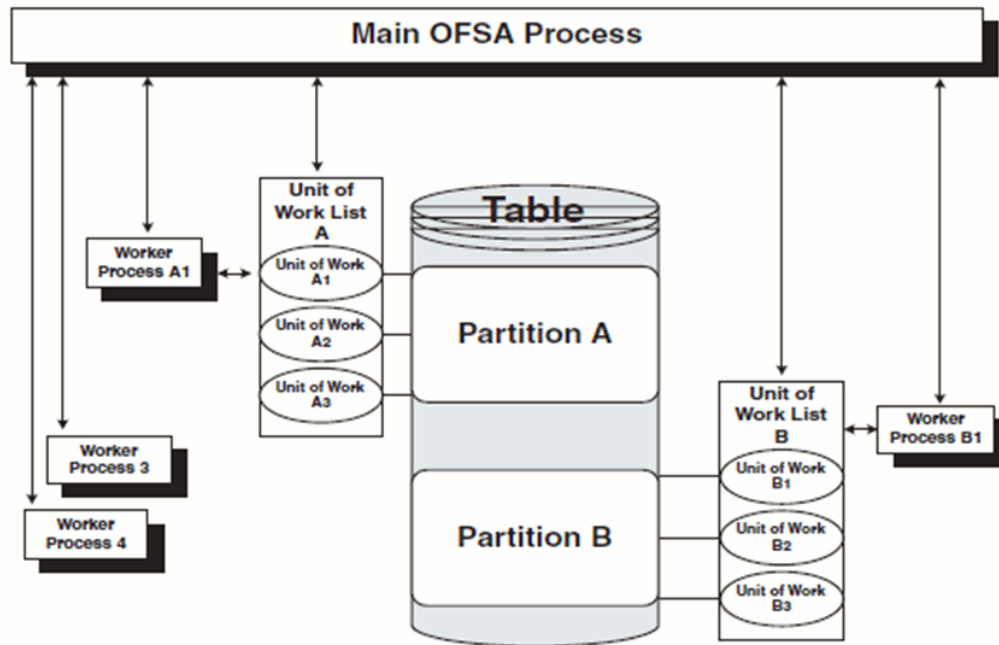 Main OFSA Process
Unit of
Work List
A
Unit of Work
A1
Unit of Work
A2
Unit of Work
A3
Worker
Process A1
Table
Partition A
Partition B
Worker
Process 3
Worker
Process 4
Unit of
Work List
B
Unit of Work
B1
Unit of Work
B2
Unit of Work
B3
Worker
Process B1